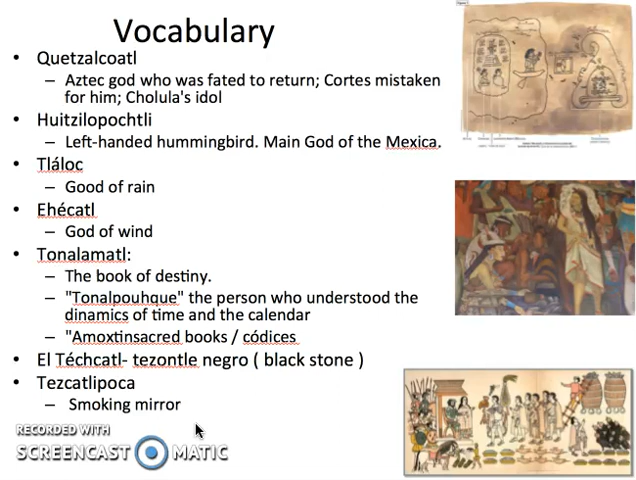 Vocabulary
• Quetzalcoatl
– Aztec god who was fated to return; Cortes mistaken
for him; Cholula's idol
• Huitzilopochtli
– Left-handed hummingbird. Main God of the Mexica.
• Tláloc
– Good of rain
• Ehécatl
– God of wind
• Tonalamatl:
– The book of destiny.
– "Tonalpouhque" the person who understood the
dinamics of time and the calendar
– "Amoxtinsacred books / códices
• El Téchcatl- tezontle negro ( black stone )
• Tezcatlipoca
– Smoking mirror
RECORDED WITH
SCREENCAST MATIC